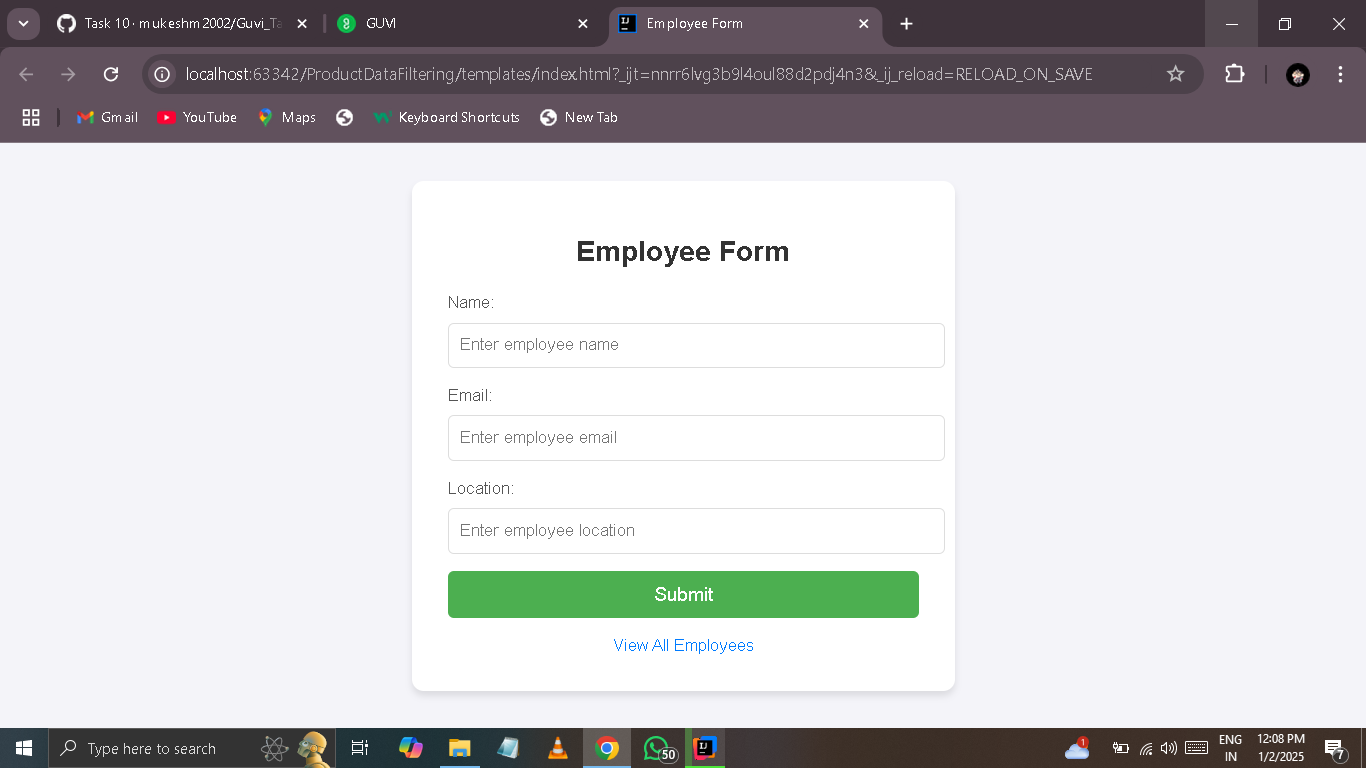 Task 10 · mukeshm2002/Guvi_Ta
GUVI
Employee Form
localhost:63342/ProductDataFiltering/templates/index.html?_ijt=nnrr6lvg3b9l4oul88d2pdj4n3&_ij_reload=RELOAD_ON_SAVE
Gmail
YouTube
Maps
Keyboard Shortcuts
New Tab
Employee Form
Name:
Enter employee name
Email:
Enter employee email
Location:
Enter employee location
Submit
View All Employees
Type here to search
50
1
ENG
IN
12:08 PM
1/2/2025
7